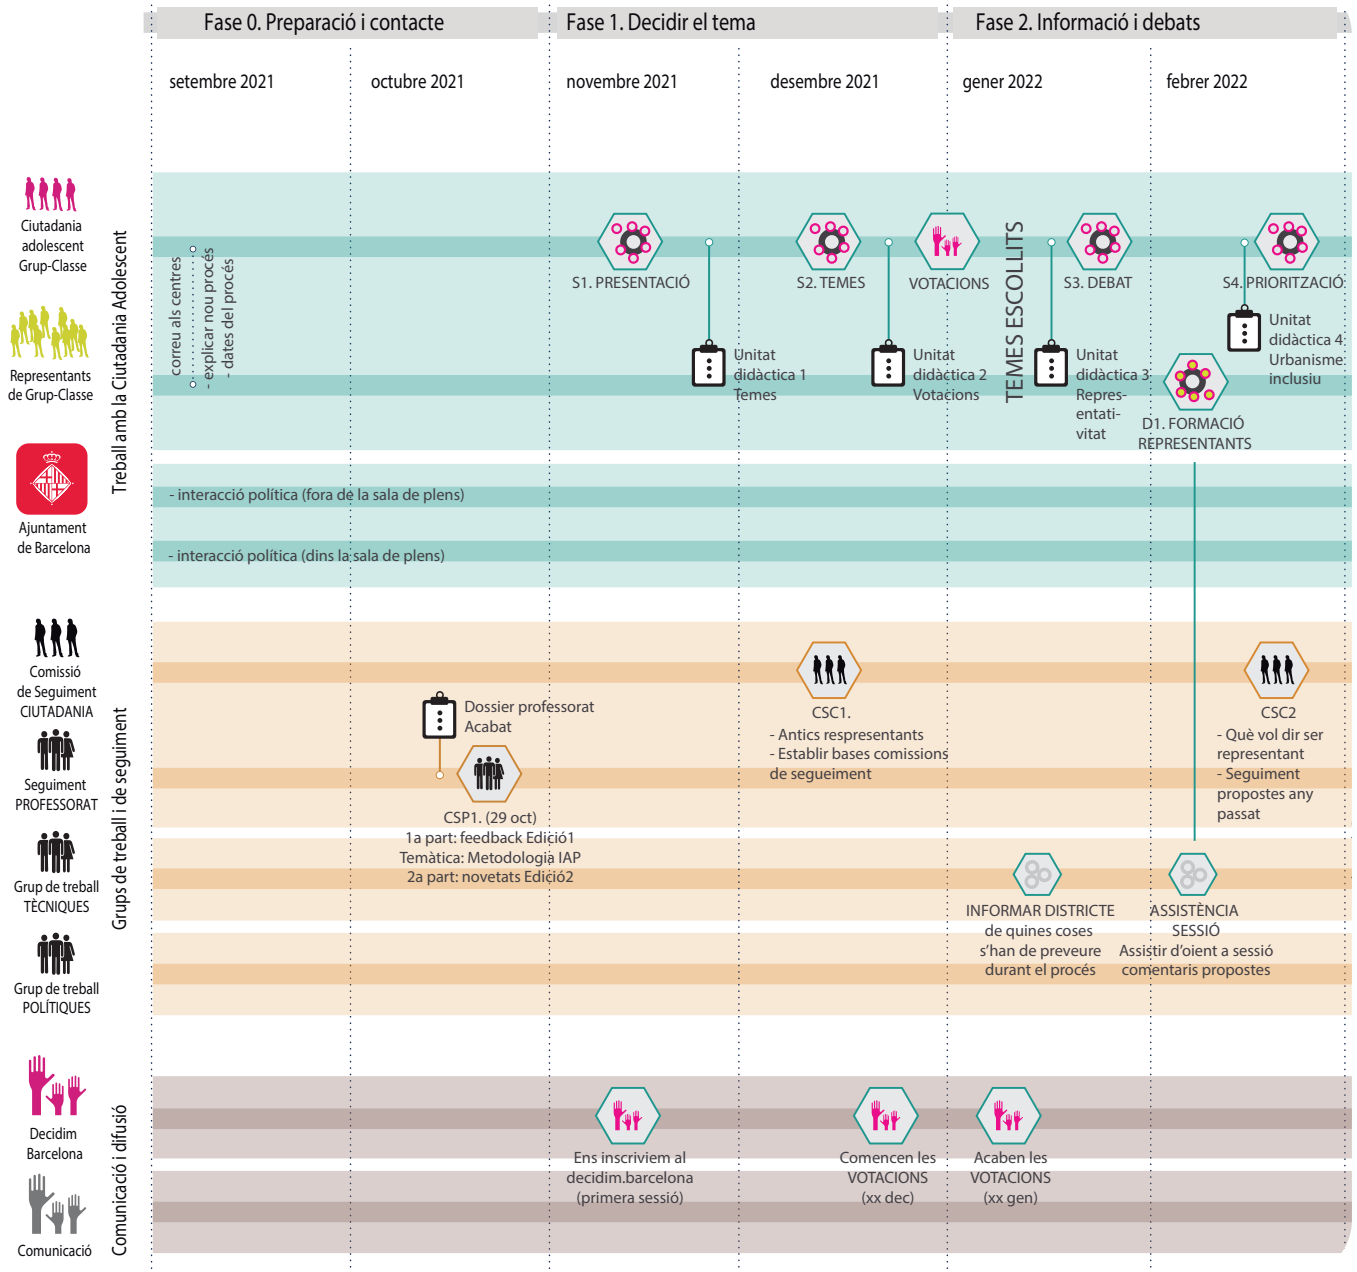 Fase 0. Preparació i contacte
Fase 1. Decidir el tema
Fase 2. Informació i debats
setembre 2021
octubre 2021
novembre 2021
desembre 2021
gener 2022
febrer 2022
Treball amb la Ciutadania Adolescent
Ciutadania
adolescent
Grup-Classe
Representants
de Grup-Classe
Ajuntament
de Barcelona
correu als centres
- explicar nou procés
- dates del procés
S1. PRESENTACIÓ
S2. TEMES
VOTACIONS
TEMES ESCOLLITS
S3. DEBAT
S4. PRIORITZACIÓ
Unitat
didàctica 1
Temes
Unitat
didàctica 2
Votacions
Unitat
didàctica 3
Repres-
entati-
vitat
Unitat
didàctica 4
Urbanisme
inclusiu
D1. FORMACIÓ
REPRESENTANTS
- interacció política (fora de la sala de plens)
- interacció política (dins la sala de plens)
Grups de treball i de seguiment
Comissió
de Seguiment
CIUTADANIA
Seguiment
PROFESSORAT
Grup de treball
TÈCNIQUES
Grup de treball
POLÍTIQUES
Dossier professorat
Acabat
CSP1. (29 oct)
1a part: feedback Edició1
Temàtica: Metodologia IAP
2a part: novetats Edició2
CSC1.
- Antics respresentants
- Establir bases comissions
de segueiment
CSC2
- Què vol dir ser
representant
- Seguiment
propostes any
passat
INFORMAR DISTRICTE
de quines coses
s'han de preveure
durant el procés
ASSISTÈNCIA
SESSIÓ
Assistir d'oient a sessió
comentaris propostes
Comunicació i difusió
Decidim
Barcelona
Comunicació
Ens inscriviem al
decidim.barcelona
(primera sessió)
Comencen les
VOTACIONS
(xx dec)
Acaben les
VOTACIONS
(xx gen)